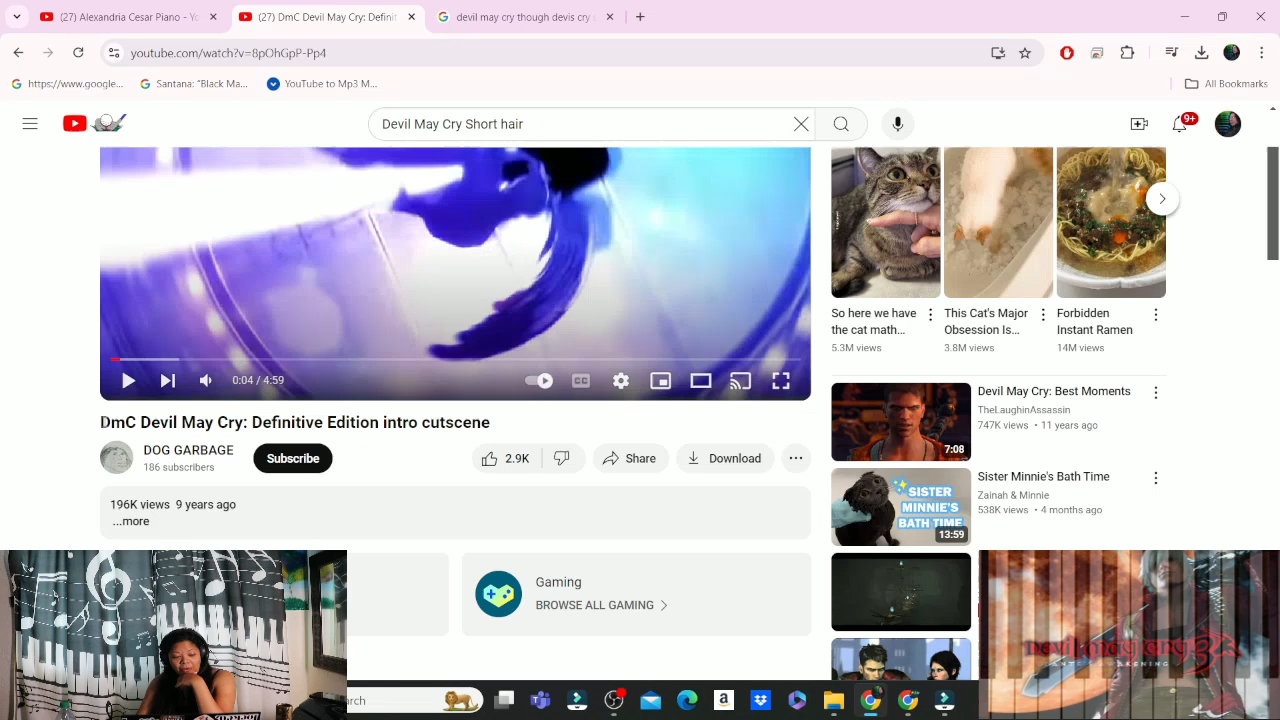 (27) Alexandria Cesar Piano - Yo
(27) DmC Devil May Cry: Definit
devil may cry though devis cry
youtube.com/watch?v=8pOhGpP-Pp4
https://www.google...
Santana: "Black Ma...
YouTube to Mp3 M...
All Bookmarks
Devil May Cry Short hair
9+
So here we have the cat math...
5.3M views
This Cat's Major Obsession Is...
3.8M views
Forbidden Instant Ramen
14M views
0:04 / 4:59
CC
DmC Devil May Cry: Definitive Edition intro cutscene
DOG GARBAGE
186 subscribers
Subscribe
2.9K
Share
Download
196K views 9 years ago
...more
Gaming
BROWSE ALL GAMING
Devil May Cry: Best Moments
TheLaughinAssassin
747K views • 11 years ago
7:08
Sister Minnie's Bath Time
Zainah & Minnie
538K views • 4 months ago
SISTER
MINNIE'S
BATH TIME
13:59
arch
DEVIL MAY CRY 3
DANTE'S AWAKENING